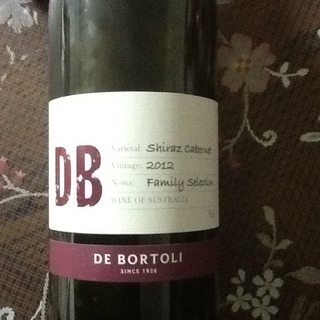 DB
Varietal: Shiraz Cabernet
Vintage: 2012
Notes: Family Selection
WINE OF AUSTRALIA
DE BORTOLI
SINCE 1928